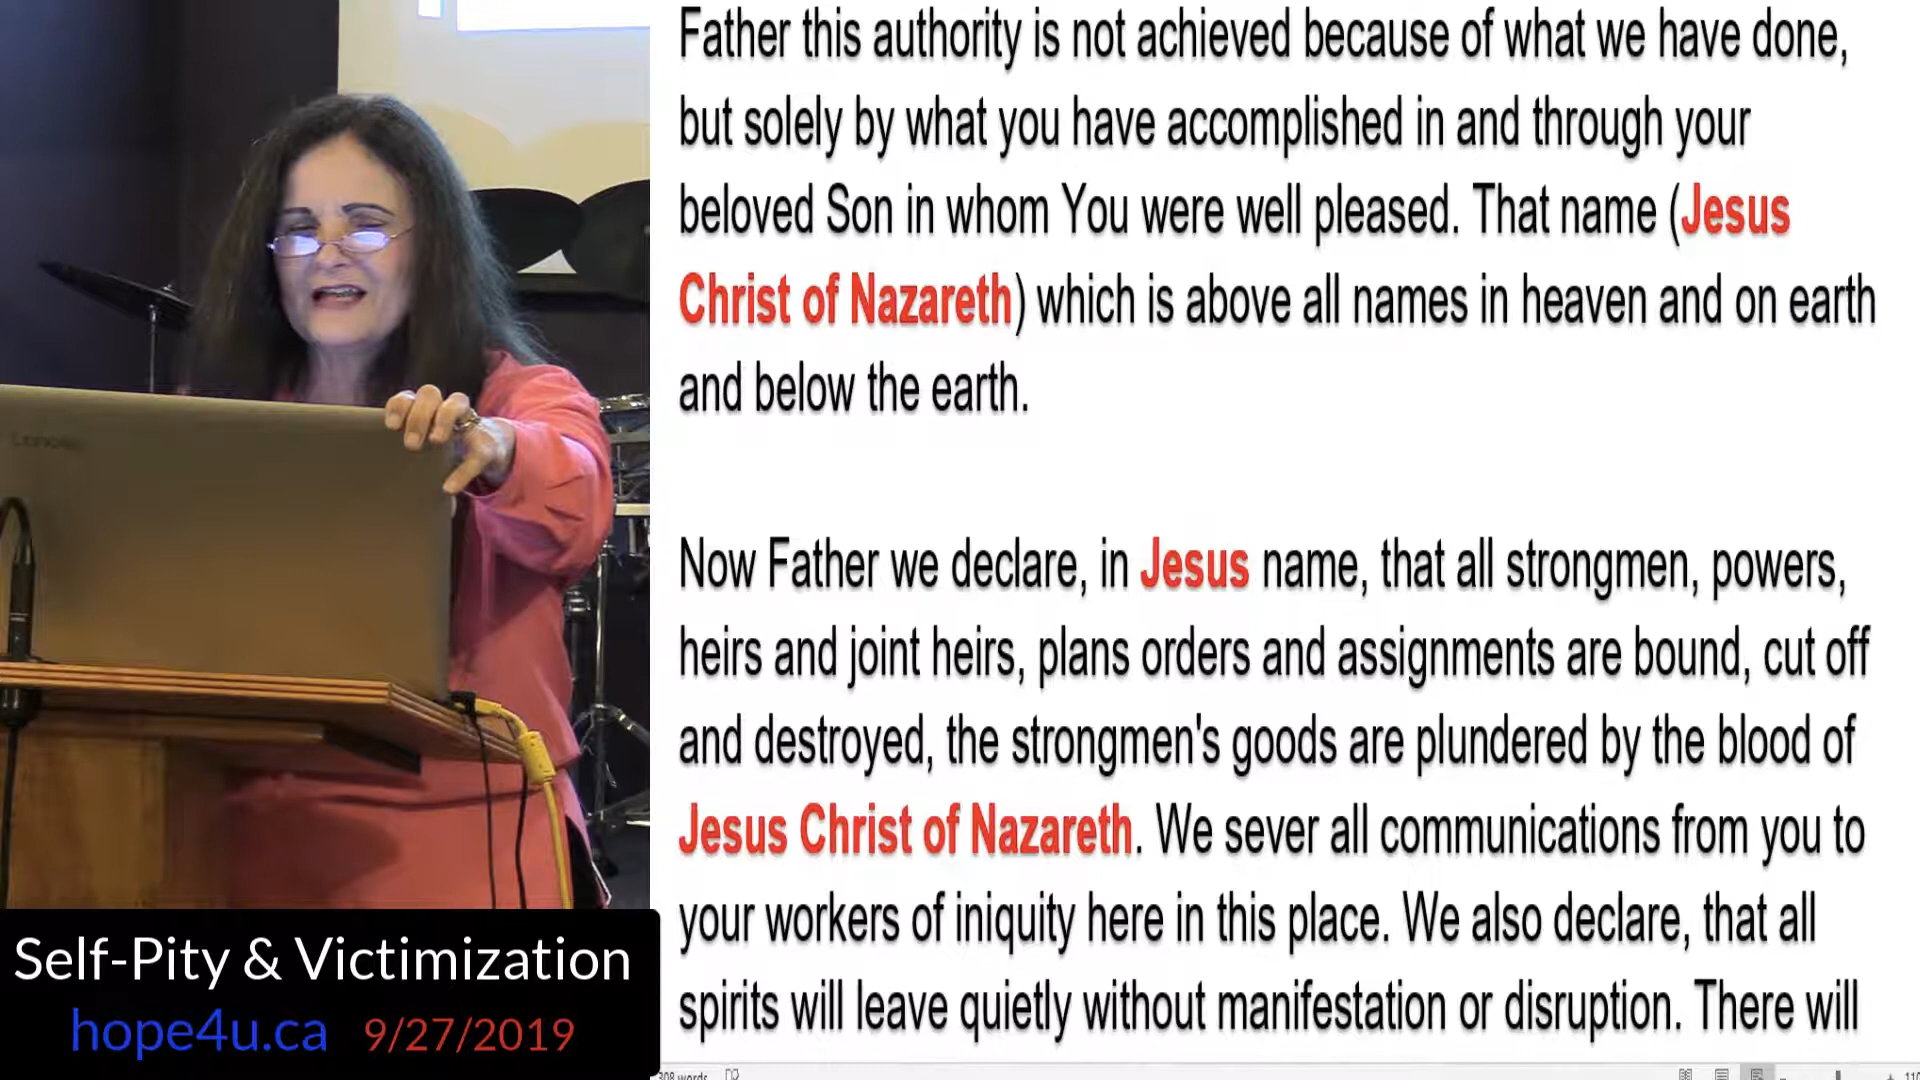 Father this authority is not achieved because of what we have done,
but solely by what you have accomplished in and through your
beloved Son in whom You were well pleased. That name (Jesus
Christ of Nazareth) which is above all names in heaven and on earth
and below the earth.
Now Father we declare, in Jesus name, that all strongmen, powers,
heirs and joint heirs, plans orders and assignments are bound, cut off
and destroyed, the strongmen's goods are plundered by the blood of
Jesus Christ of Nazareth. We sever all communications from you to
your workers of iniquity here in this place. We also declare, that all
spirits will leave quietly without manifestation or disruption. There will
Lenovo
Self-Pity & Victimization
hope4u.ca 9/27/2019